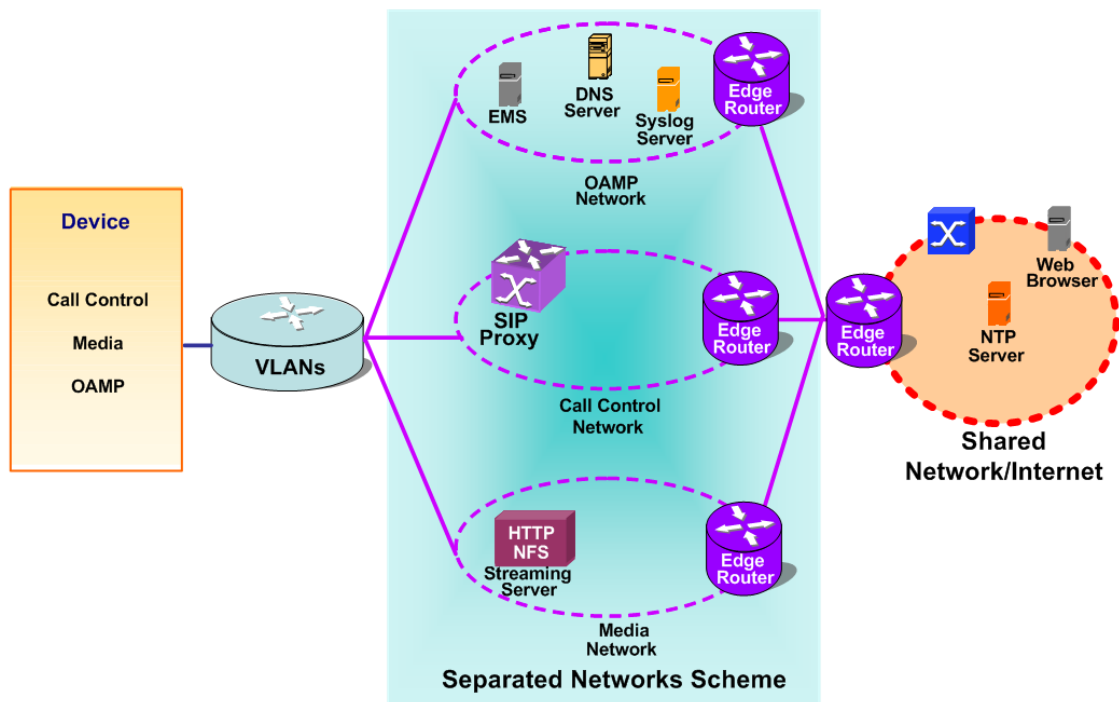 Device
Call Control
Media
OAMP
VLANs
EMS
DNS
Server
Syslog
Server
Edge
Router
OAMP
Network
SIP
Proxy
Edge
Router
Call Control
Network
HTTP
NFS
Streaming
Server
Edge
Router
Media
Network
Separated Networks Scheme
Edge
Router
Web
Browser
NTP
Server
Shared
Network/Internet